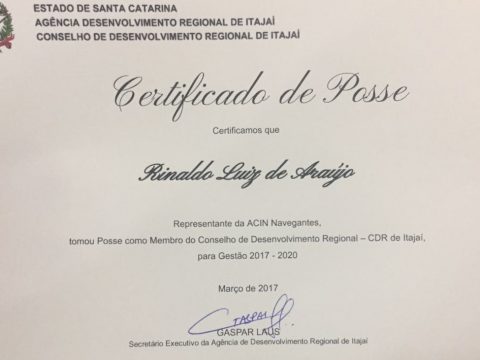 ESTADO DE SANTA CATARINA
AGÊNCIA DESENVOLVIMENTO REGIONAL DE ITAJAÍ
CONSELHO DE DESENVOLVIMENTO REGIONAL DE ITAJAÍ
Certificado de Posse
Certificamos que
Rinaldo Luiz de Araújo
Representante da ACIN Navegantes,
tomou Posse como Membro do Conselho de Desenvolvimento Regional – CDR de Itajaí,
para Gestão 2017 - 2020
Março de 2017
GASPAR LAUS
Secretário Executivo da Agência de Desenvolvimento Regional de Itajaí